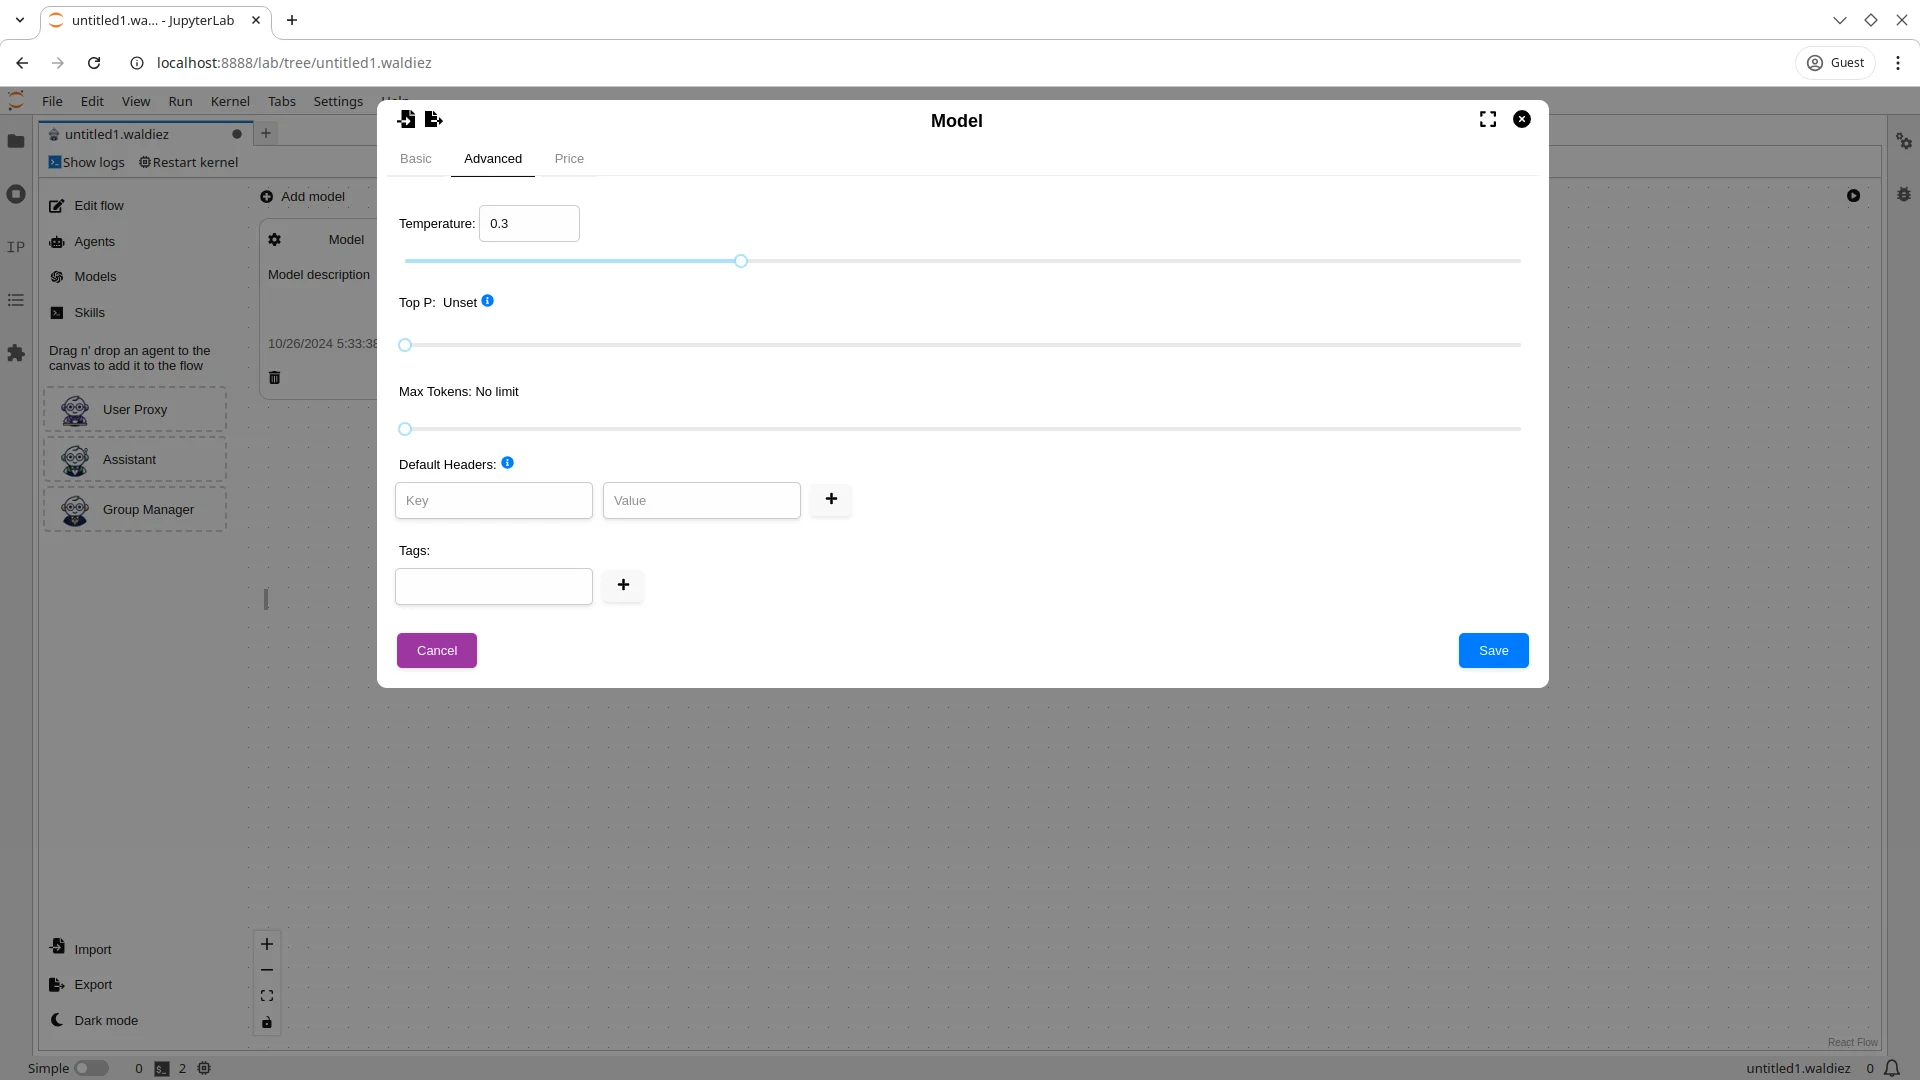 untitled1.wa... - JupyterLab
localhost:8888/lab/tree/untitled1.waldiez
Guest
File Edit View Run Kernel Tabs Settings Help
untitled1.waldiez
Show logs Restart kernel
Edit flow
Agents
Models
Skills
Drag n' drop an agent to the
canvas to add it to the flow
User Proxy
Assistant
Group Manager
Import
Export
Dark mode
Add model
Model
Model description
10/26/2024 5:33:38
Model
Basic Advanced Price
Temperature: 0.3
Top P: Unset
Max Tokens: No limit
Default Headers:
Key Value
Tags:
Cancel Save
React Flow
Simple 0 2 untitled1.waldiez 0